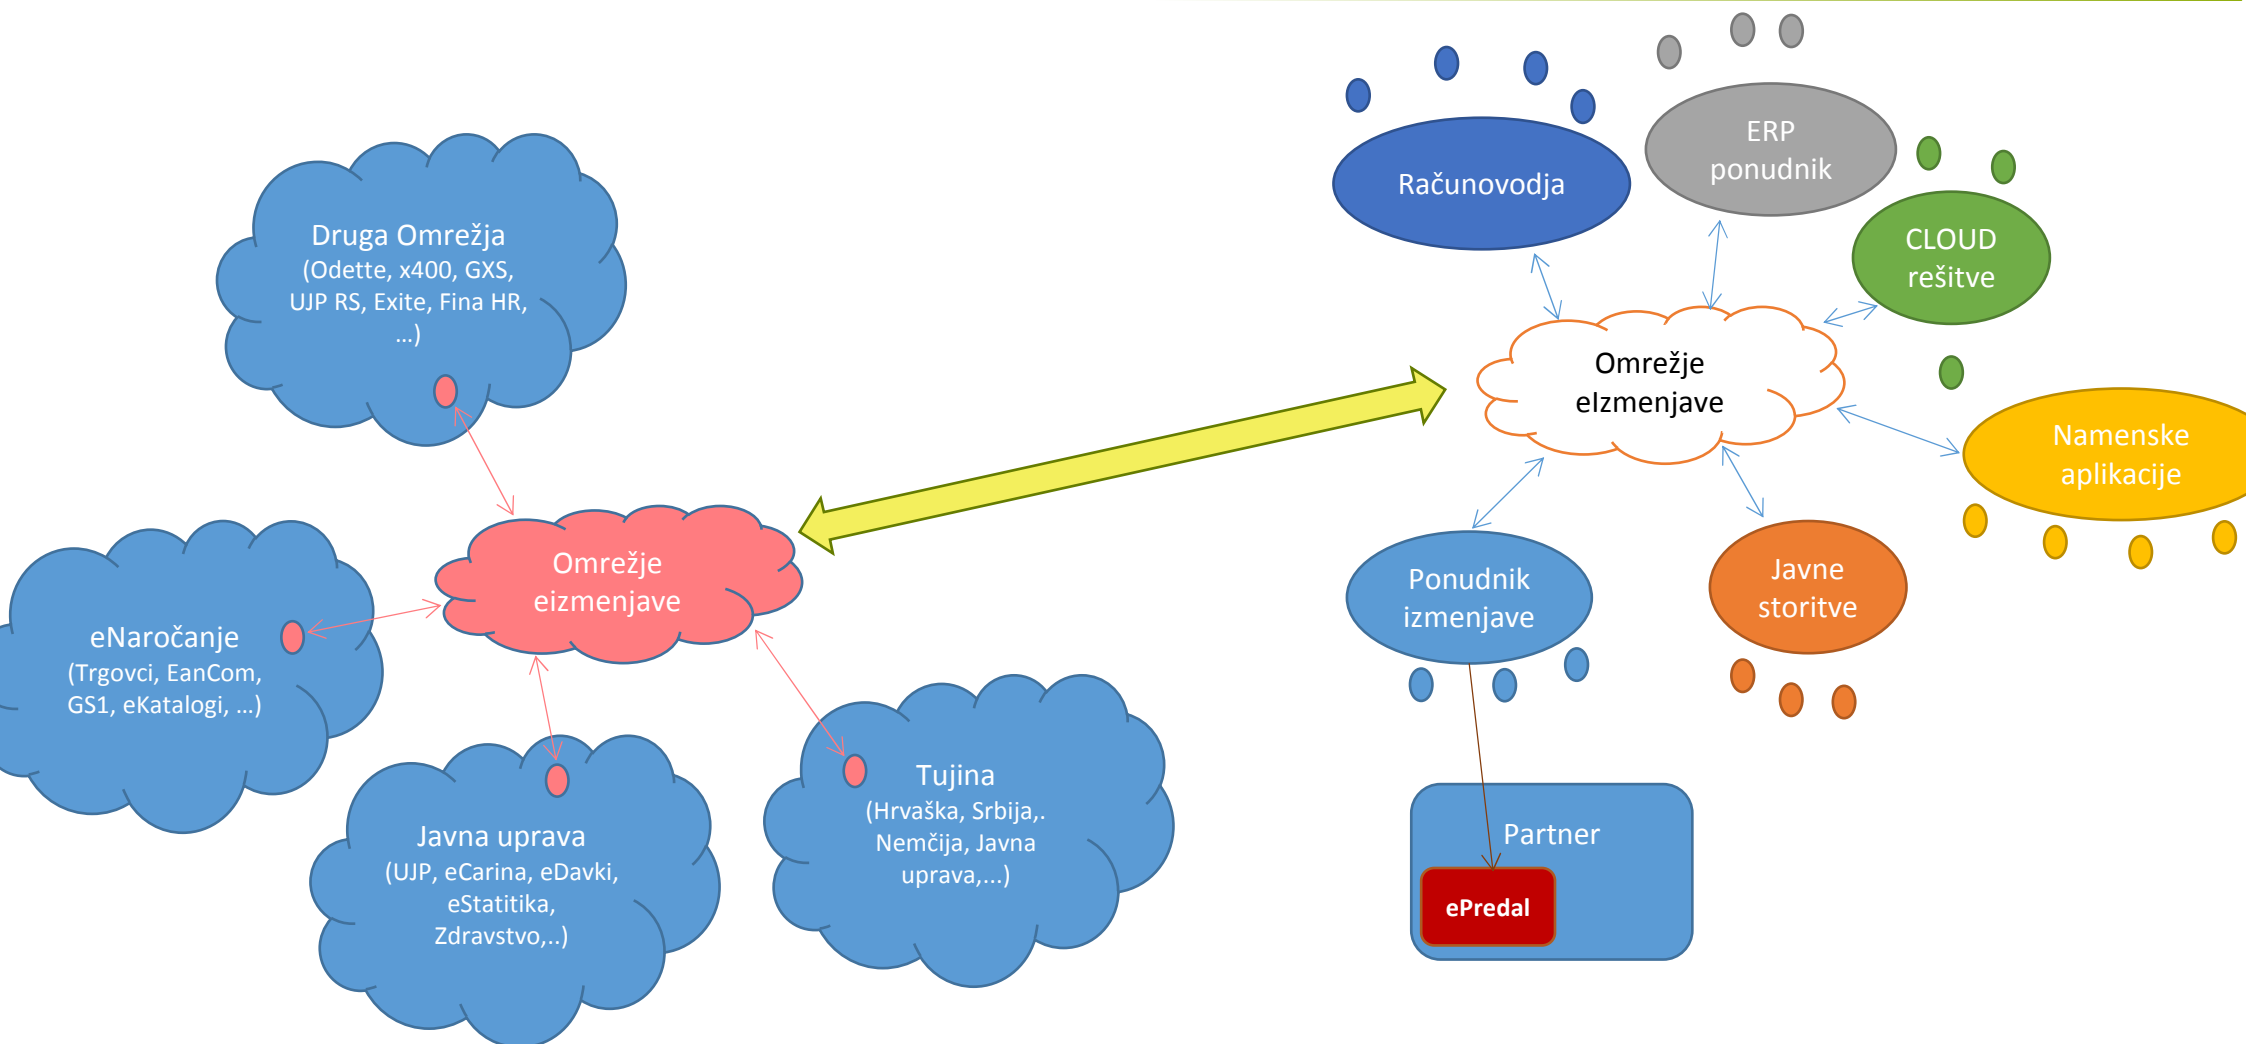 Računovodja
ERP
ponudnik
CLOUD
rešitve
Druga Omrežja
(Odette, x400, GXS,
UJP RS, Exite, Fina HR,
...)
Omrežje
eIzmenjave
Namenske
aplikacije
Omrežje
eizmenjave
Ponudnik
izmenjave
Javne
storitve
eNaročanje
(Trgovci, EanCom,
GS1, eKatalogi, ...)
Tujina
(Hrvaška, Srbija,.
Nemčija, Javna
uprava,...)
Javna uprava
(UJP, eCarina, eDavki,
eStatitika,
Zdravstvo,..)
Partner
ePredal